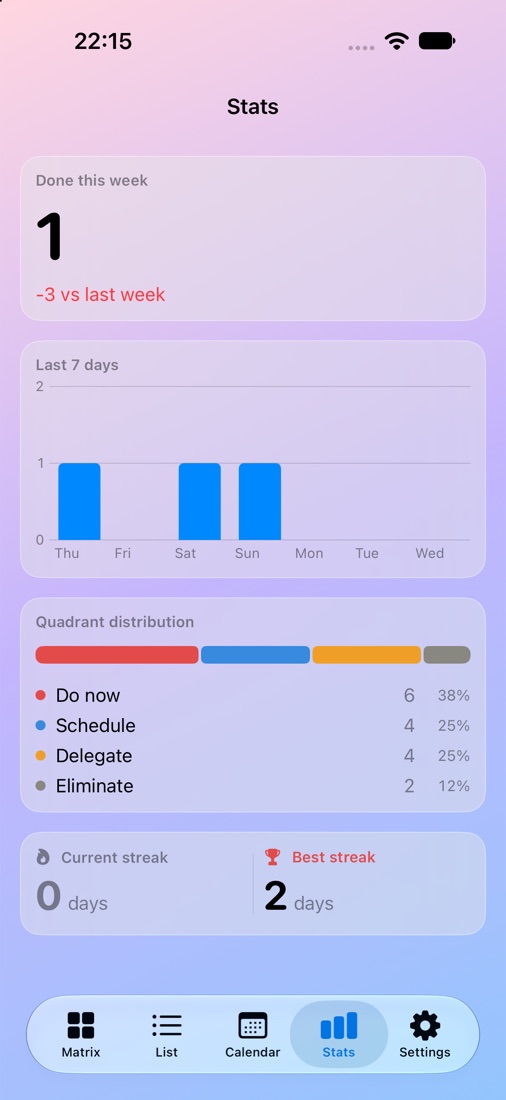 22:15
Stats
Done this week
1
-3 vs last week
Last 7 days
2
1
0
Thu Fri Sat Sun Mon Tue Wed
Quadrant distribution
Do now 6 38%
Schedule 4 25%
Delegate 4 25%
Eliminate 2 12%
Current streak Best streak
0 days 2 days
Matrix List Calendar Stats Settings